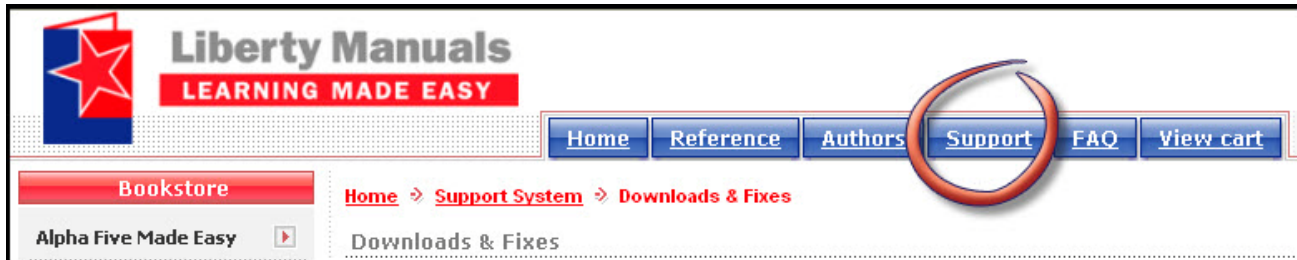 Liberty Manuals
LEARNING MADE EASY
Home Reference Authors Support FAQ View cart
Bookstore
Home Support System Downloads & Fixes
Alpha Five Made Easy
Downloads & Fixes